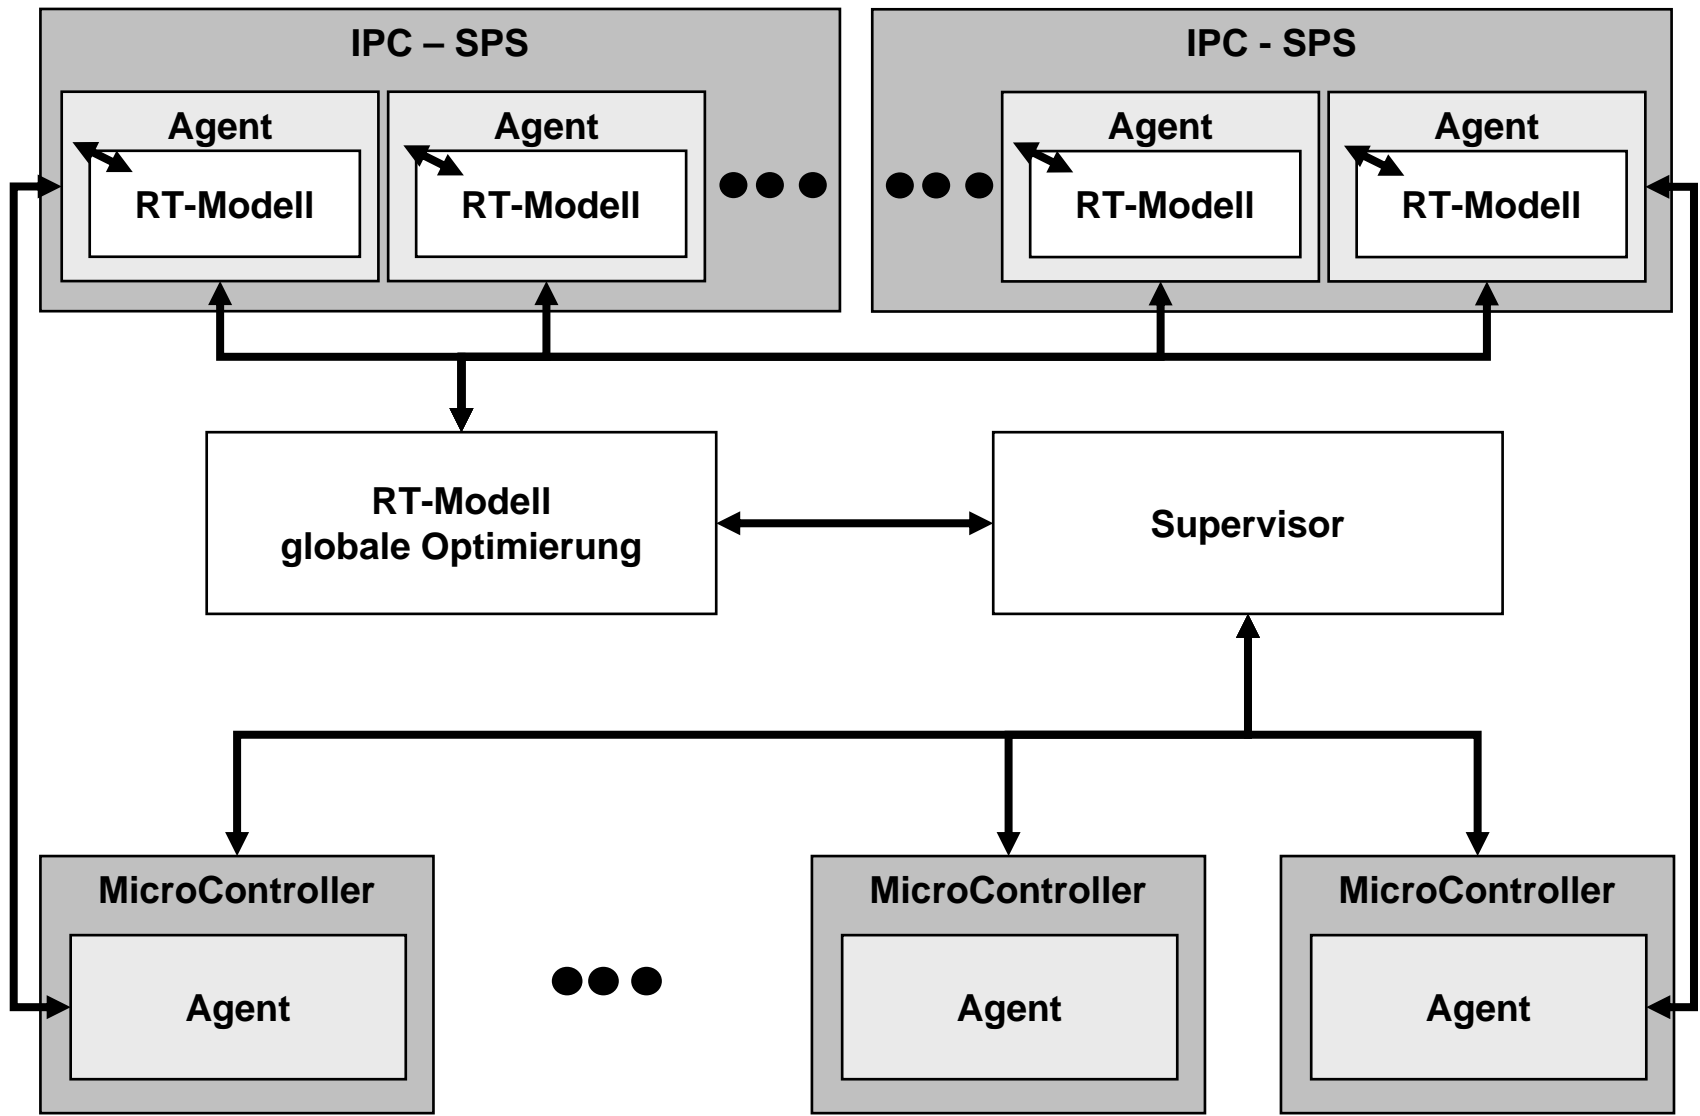 IPC – SPS
IPC - SPS
Agent
Agent
Agent
Agent
RT-Modell
RT-Modell
RT-Modell
RT-Modell
RT-Modell
globale Optimierung
Supervisor
MicroController
MicroController
MicroController
Agent
Agent
Agent